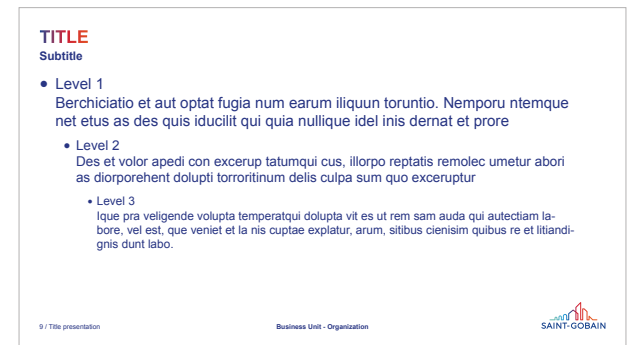 TITLE
Subtitle
• Level 1
Berchiciatio et aut optat fugia num earum iliquun toruntio. Nemporu ntemque
net etus as des quis iducilit qui quia nullique idel inis dernat et prore
• Level 2
Des et volor apedi con excerup tatumqui cus, illorpo reptatis remolec umetur abori
as diorporehent dolupti torroritinum delis culpa sum quo exceruptur
• Level 3
Ique pra veligende volupta temperatqui dolupta vit es ut rem sam auda qui autectiam la-
bore, vel est, que veniet et la nis cuptae explatur, arum, sitibus cienisim quibus re et litiandi-
gnis dunt labo.
9 / Title presentation
Business Unit - Organization
SAINT-GOBAIN